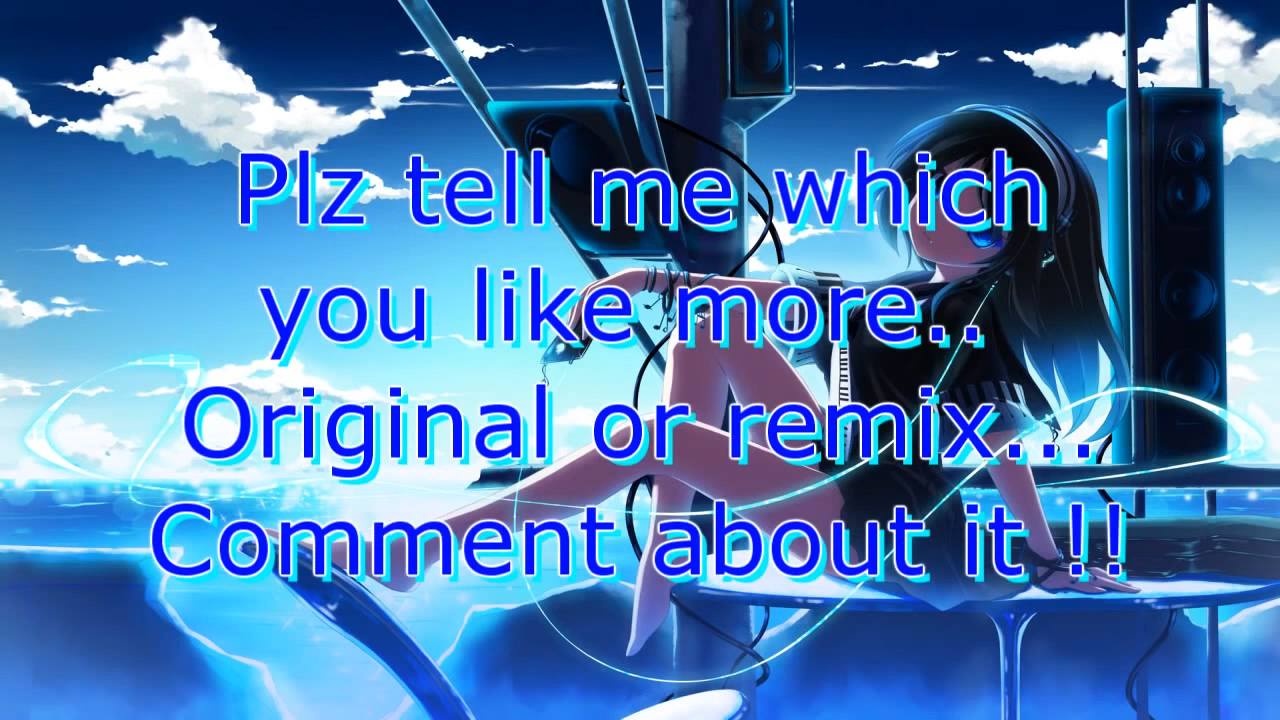 Plz tell me which
you like more..
Original or remix...
Comment about it !!